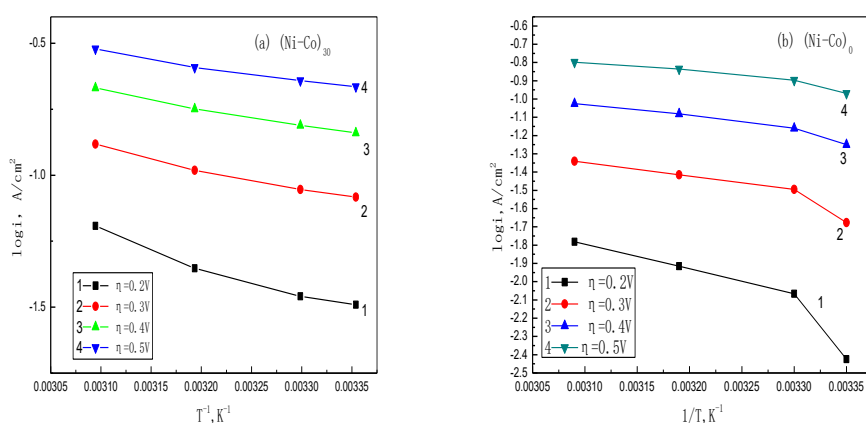 (a) (Ni-Co)30
-0.5
-1.0
-1.5
logi, A/cm²
4
3
2
1
1 η=0.2V
2 η=0.3V
3 η=0.4V
4 η=0.5V
0.00305 0.00310 0.00315 0.00320 0.00325 0.00330 0.00335
T⁻¹,K⁻¹
(b) (Ni-Co)0
-0.5
-0.6
-0.7
-0.8
-0.9
-1.0
-1.1
-1.2
-1.3
-1.4
-1.5
-1.6
-1.7
-1.8
-1.9
-2.0
-2.1
-2.2
-2.3
-2.4
-2.5
logi, A/cm²
4
3
2
1
1 η=0.2V
2 η=0.3V
3 η=0.4V
4 η=0.5V
0.00305 0.00310 0.00315 0.00320 0.00325 0.00330 0.00335
1/T,K⁻¹